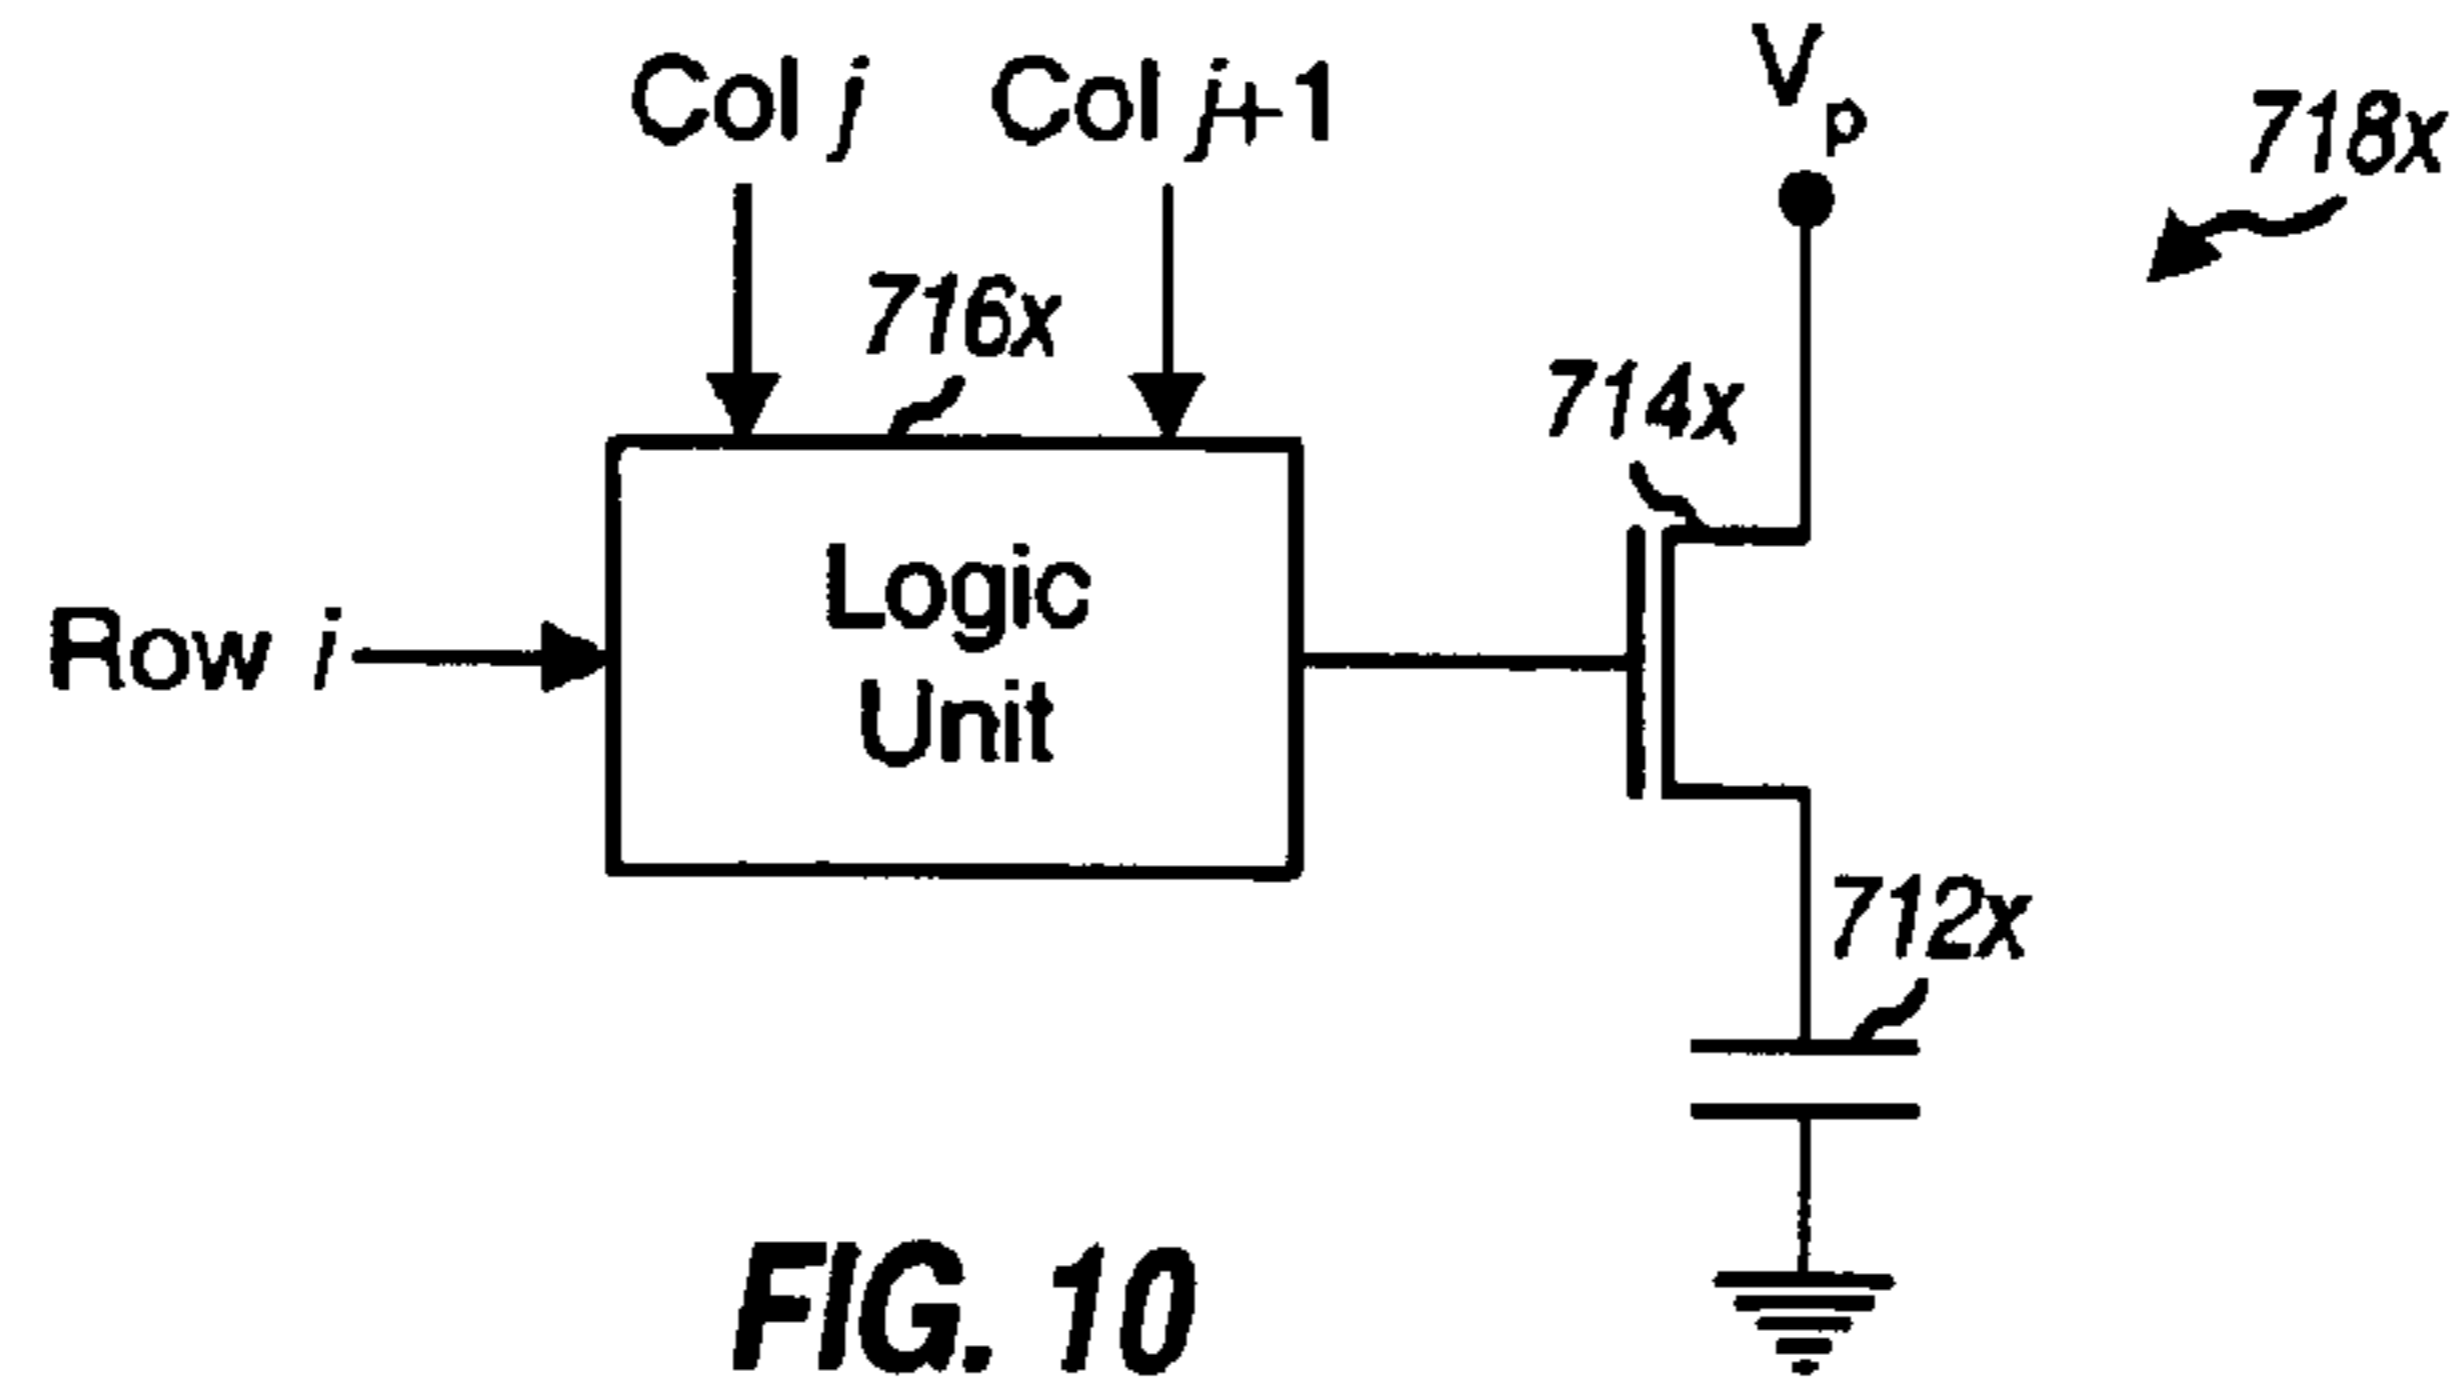 Col j
Col j+1
Vp
718x
716x
714x
Logic
Unit
Row i
712x
FIG. 10